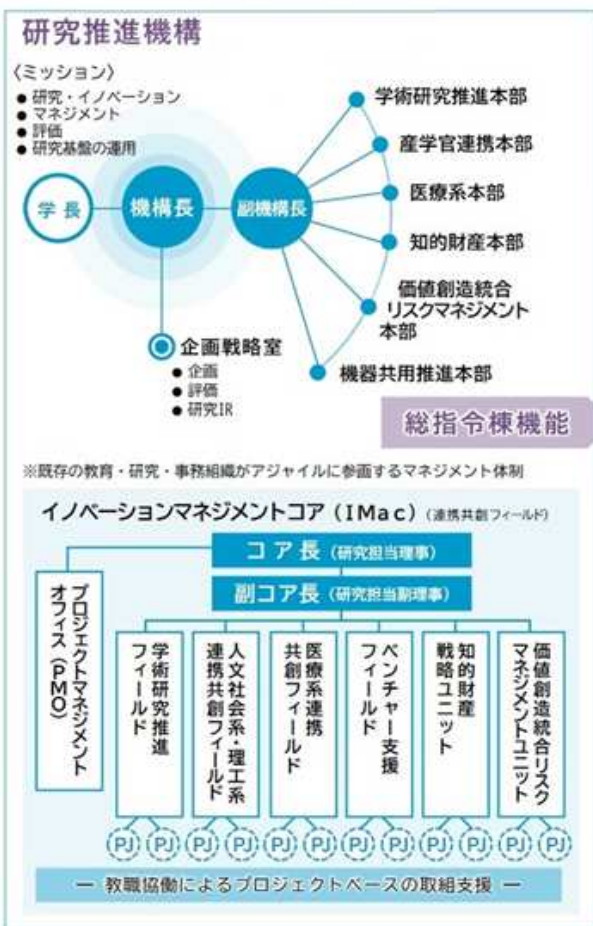 研究推進機構
〈ミッション〉
● 研究・イノベーション
● マネジメント
● 評価
● 研究基盤の運用
学長
機構長
副機構長
学術研究推進本部
産学官連携本部
医療系本部
知的財産本部
価値創造統合
リスクマネジメント
本部
機器共用推進本部
企画戦略室
● 企画
● 評価
● 研究IR
総指令棟機能
※既存の教育・研究・事務組織がアジャイルに参画するマネジメント体制
イノベーションマネジメントコア（IMac）（連携共創フィールド）
コア長（研究担当理事）
副コア長（研究担当副理事）
プロジェクトマネジメント
オフィス（PMO）
学術研究推進
フィールド
人文社会系・理工系
連携共創フィールド
医療系連携
共創フィールド
ベンチャー支援
フィールド
知的財産
戦略ユニット
価値創造統合リスク
マネジメントユニット
PJ PJ PJ PJ PJ PJ PJ PJ PJ PJ PJ PJ
― 教職協働によるプロジェクトベースの取組支援 ―